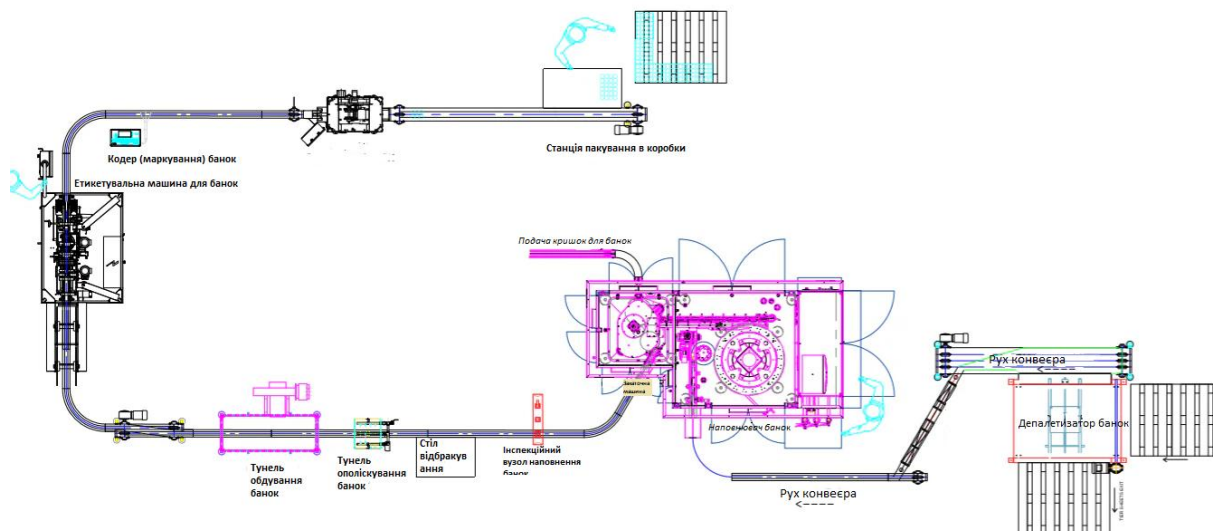 Кодер (маркування) банок
Станція пакування в коробки
Етикетувальна машина для банок
Подача кришок для банок
Рух конвеєра
Закаточна
машина
Депалетизатор банок
Наповнювач банок
Тунель
обдування
банок
Тунель
ополіскування
банок
Стіл
відбракув
ання
Інспекційний
вузол наповнення
банок
Рух конвеєра